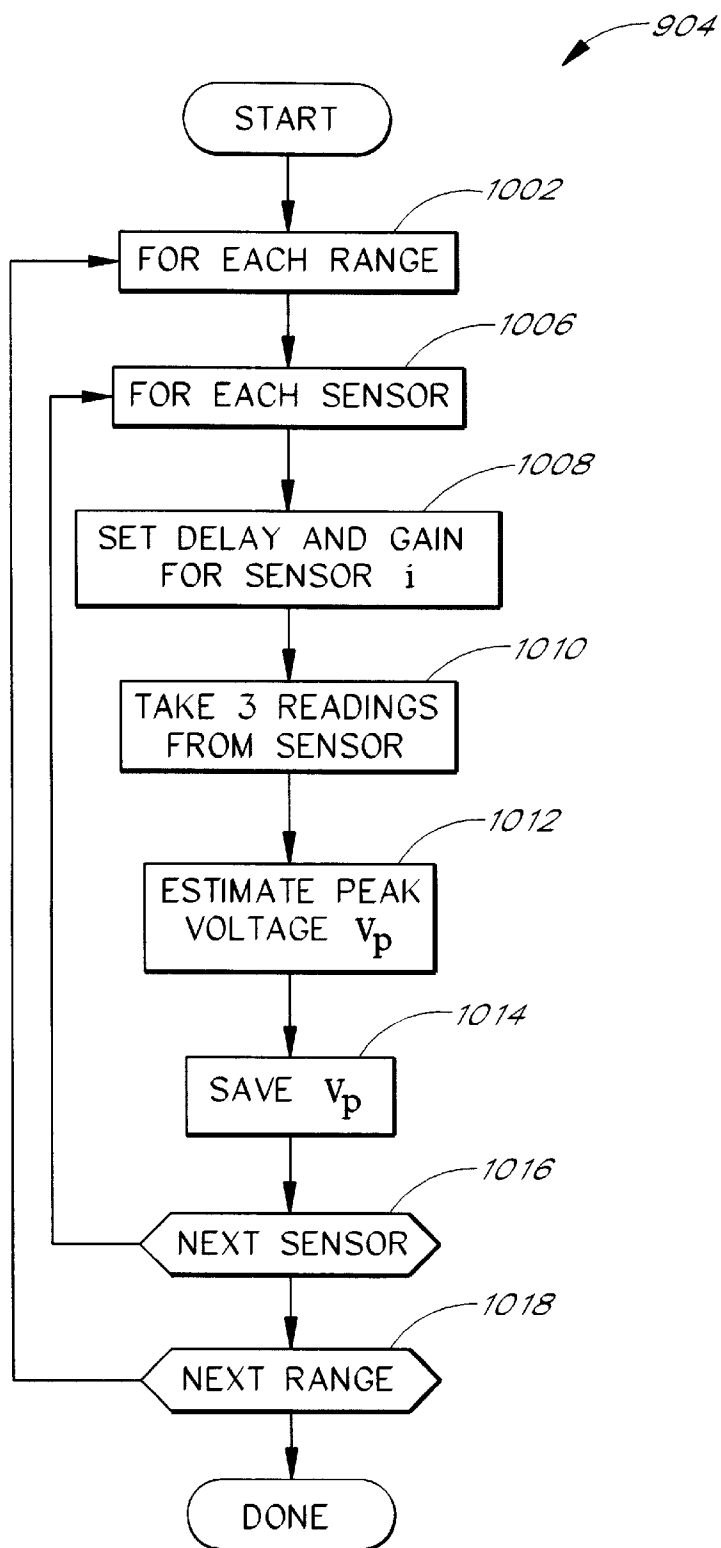 904
START
1002
FOR EACH RANGE
1006
FOR EACH SENSOR
1008
SET DELAY AND GAIN
FOR SENSOR i
1010
TAKE 3 READINGS
FROM SENSOR
1012
ESTIMATE PEAK
VOLTAGE Vp
1014
SAVE Vp
1016
NEXT SENSOR
1018
NEXT RANGE
DONE